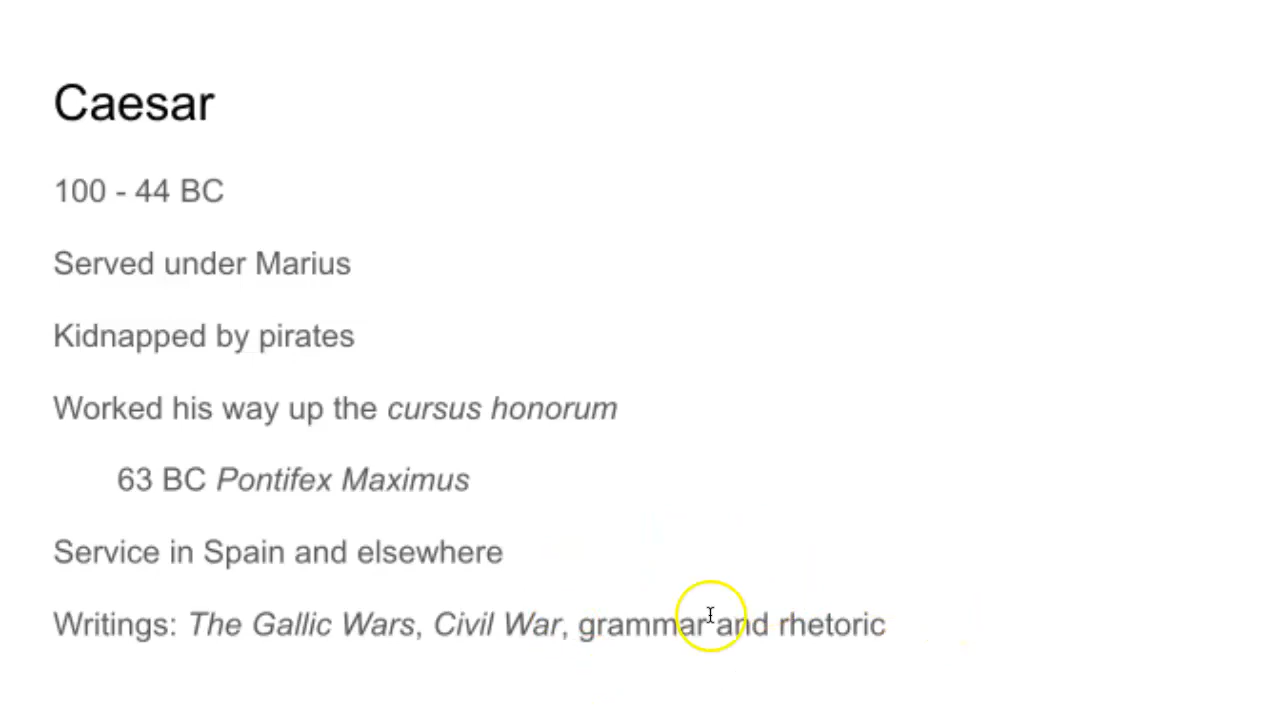 Caesar
100 - 44 BC
Served under Marius
Kidnapped by pirates
Worked his way up the cursus honorum
63 BC Pontifex Maximus
Service in Spain and elsewhere
Writings: The Gallic Wars, Civil War, grammar and rhetoric